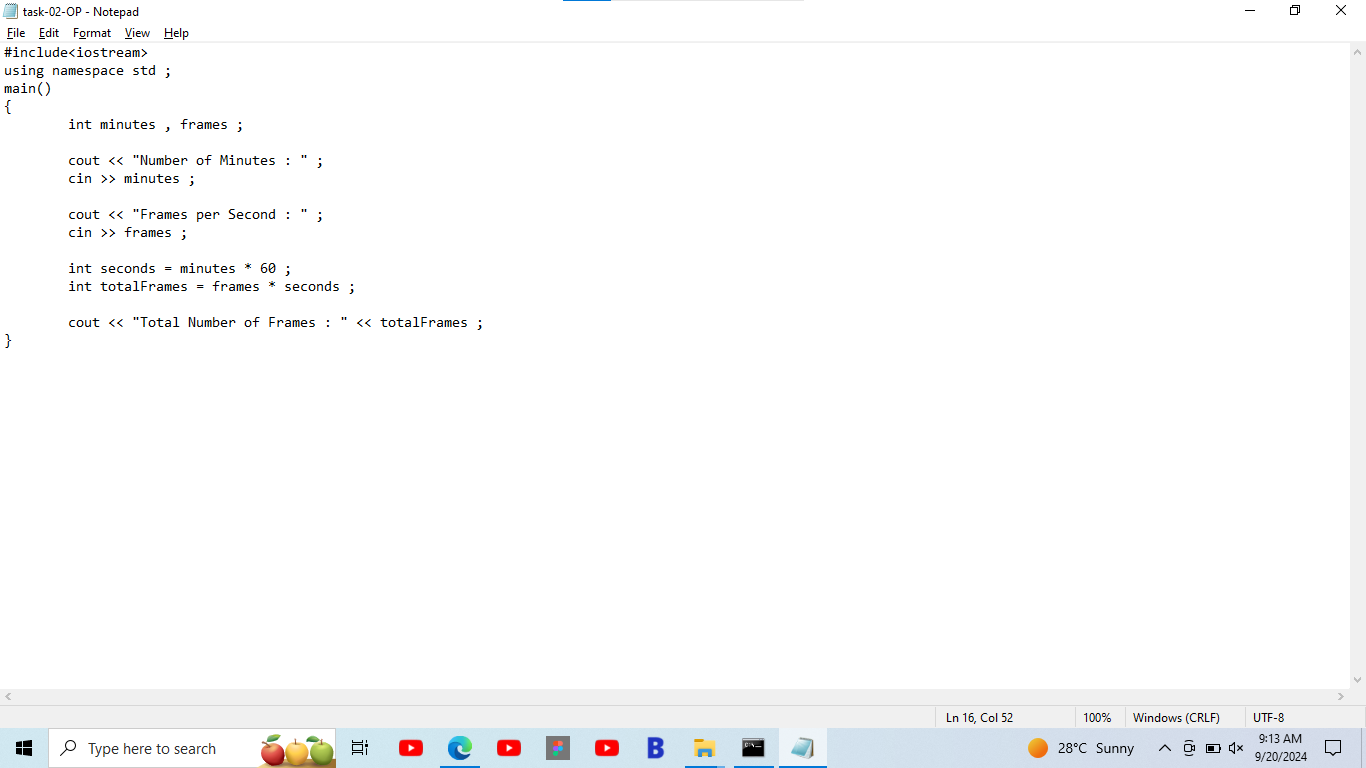 task-02-OP - Notepad
File Edit Format View Help
#include<iostream>
using namespace std ;
main()
{
        int minutes , frames ;

        cout << "Number of Minutes : " ;
        cin >> minutes ;

        cout << "Frames per Second : " ;
        cin >> frames ;

        int seconds = minutes * 60 ;
        int totalFrames = frames * seconds ;

        cout << "Total Number of Frames : " << totalFrames ;
}
Ln 16, Col 52 100% Windows (CRLF) UTF-8
Type here to search B 28°C Sunny 9:13 AM
9/20/2024